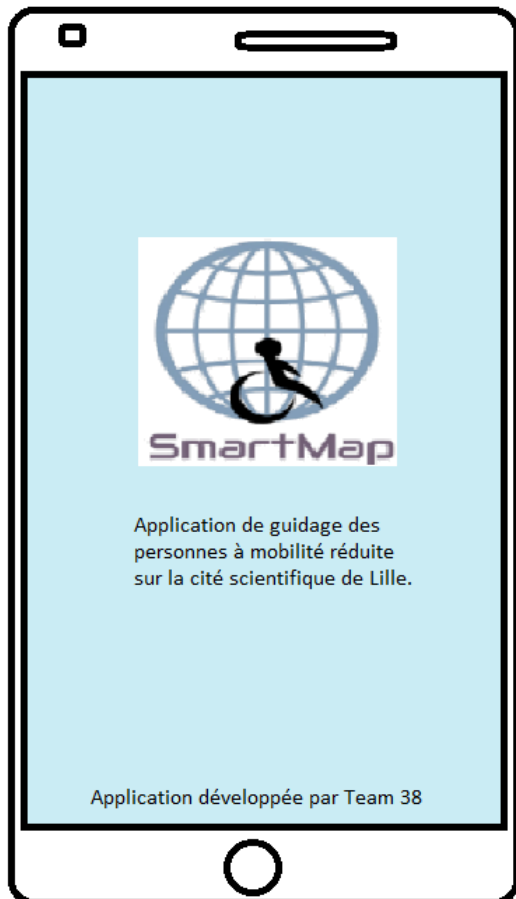 SmartMap
Application de guidage des
personnes à mobilité réduite
sur la cité scientifique de Lille.
Application développée par Team 38